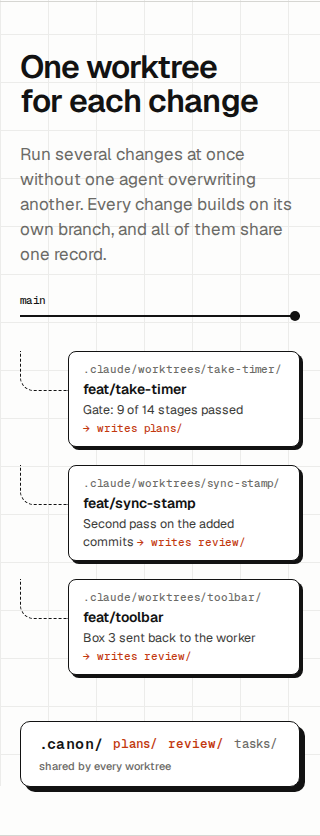 One worktree
for each change
Run several changes at once
without one agent overwriting
another. Every change builds on its
own branch, and all of them share
one record.
main
.claude/worktrees/take-timer/
feat/take-timer
Gate: 9 of 14 stages passed
→ writes plans/
.claude/worktrees/sync-stamp/
feat/sync-stamp
Second pass on the added
commits → writes review/
.claude/worktrees/toolbar/
feat/toolbar
Box 3 sent back to the worker
→ writes review/
.canon/ plans/ review/ tasks/
shared by every worktree